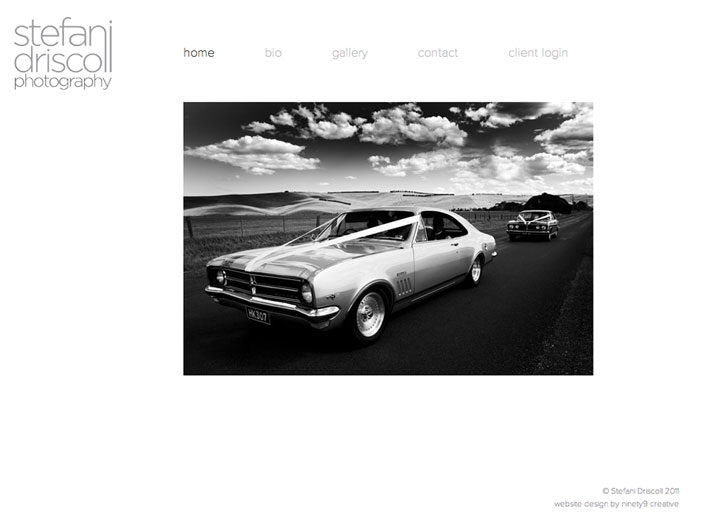 stefani
driscoll
photography
home bio gallery contact client login
HK307
© Stefani Driscoll 2011
website design by ninety9 creative